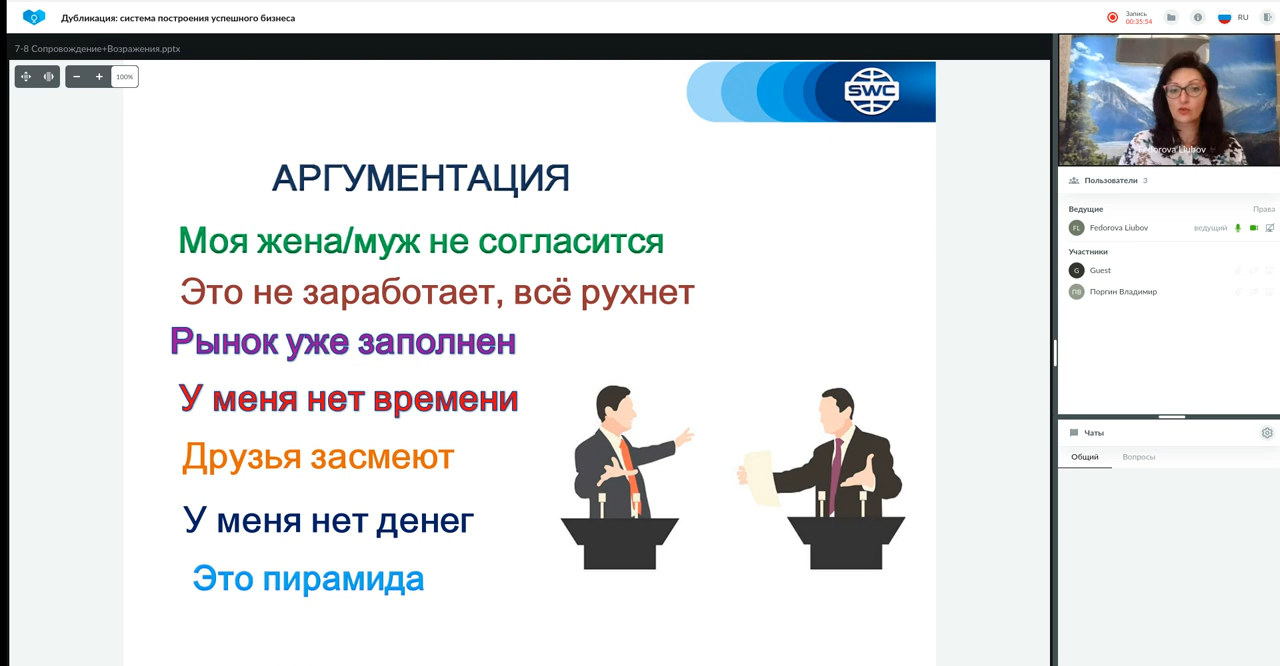 Дубликация: система построения успешного бизнеса
Запись
00:35:54
RU
7-8 Сопровождение+Возражения.pptx
100%
SWC
АРГУМЕНТАЦИЯ
Моя жена/муж не согласится
Это не заработает, всё рухнет
Рынок уже заполнен
У меня нет времени
Друзья засмеют
У меня нет денег
Это пирамида
Fedorova Liubov
Пользователи 3
Ведущие Права
FL Fedorova Liubov ведущий
Участники
G Guest
ПВ Поргин Владимир
Чаты
Общий Вопросы